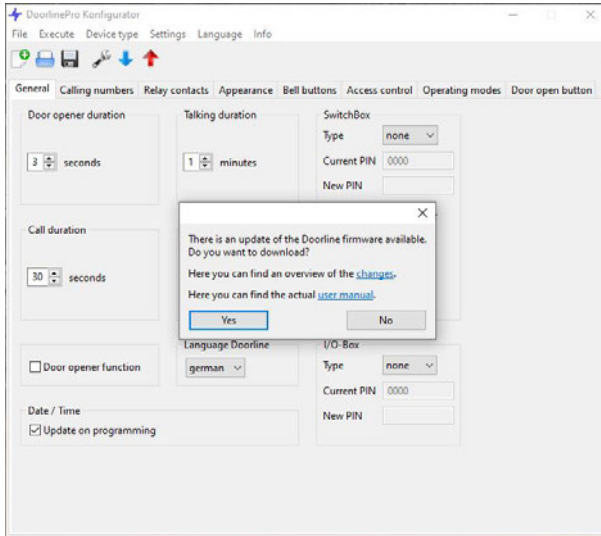 DoorlinePro Konfigurator
File Execute Device type Settings Language Info
General Calling numbers Relay contacts Appearance Bell buttons Access control Operating modes Door open button
Door opener duration
3 seconds
Talking duration
1 minutes
SwitchBox
Type none
Current PIN 0000
New PIN
Call duration
30 seconds
There is an update of the Doorline firmware available.
Do you want to download?
Here you can find an overview of the changes.
Here you can find the actual user manual.
Yes No
Door opener function
Language Doorline
german
I/O-Box
Type none
Current PIN 0000
New PIN
Date / Time
Update on programming